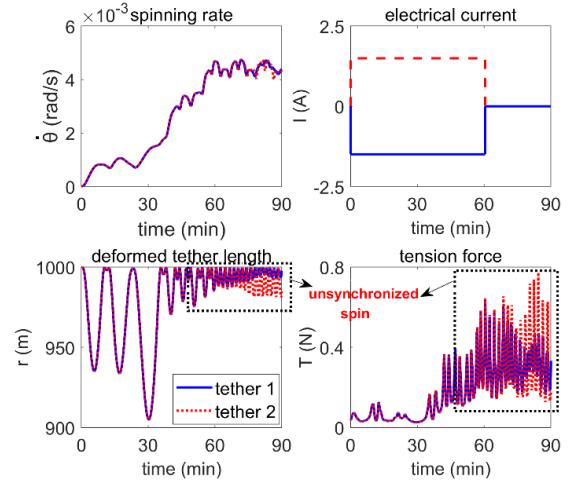 ×10⁻³ spinning rate
6
4
2
0
θ̇ (rad/s)
0 30 60 90
time (min)
electrical current
2.5
0
-2.5
I (A)
0 30 60 90
time (min)
deformed tether length
1000
950
900
r (m)
tether 1
tether 2
0 30 60 90
time (min)
unsynchronized
spin
tension force
0.8
0.4
0
T (N)
0 30 60 90
time (min)